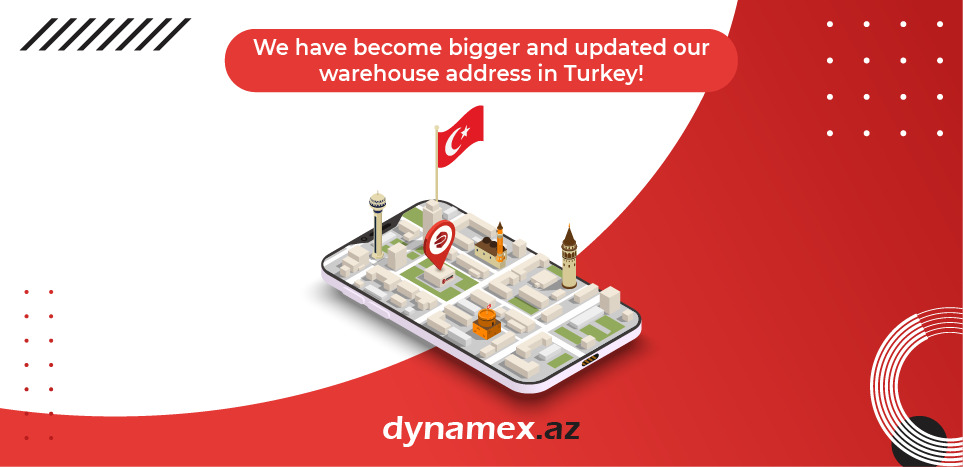 We have become bigger and updated our
warehouse address in Turkey!
dynamex.az